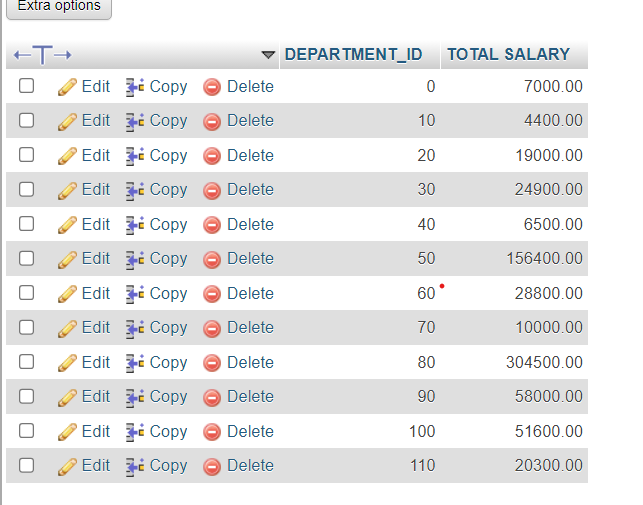 Extra options
DEPARTMENT_ID TOTAL SALARY
Edit Copy Delete 0 7000.00
Edit Copy Delete 10 4400.00
Edit Copy Delete 20 19000.00
Edit Copy Delete 30 24900.00
Edit Copy Delete 40 6500.00
Edit Copy Delete 50 156400.00
Edit Copy Delete 60 28800.00
Edit Copy Delete 70 10000.00
Edit Copy Delete 80 304500.00
Edit Copy Delete 90 58000.00
Edit Copy Delete 100 51600.00
Edit Copy Delete 110 20300.00